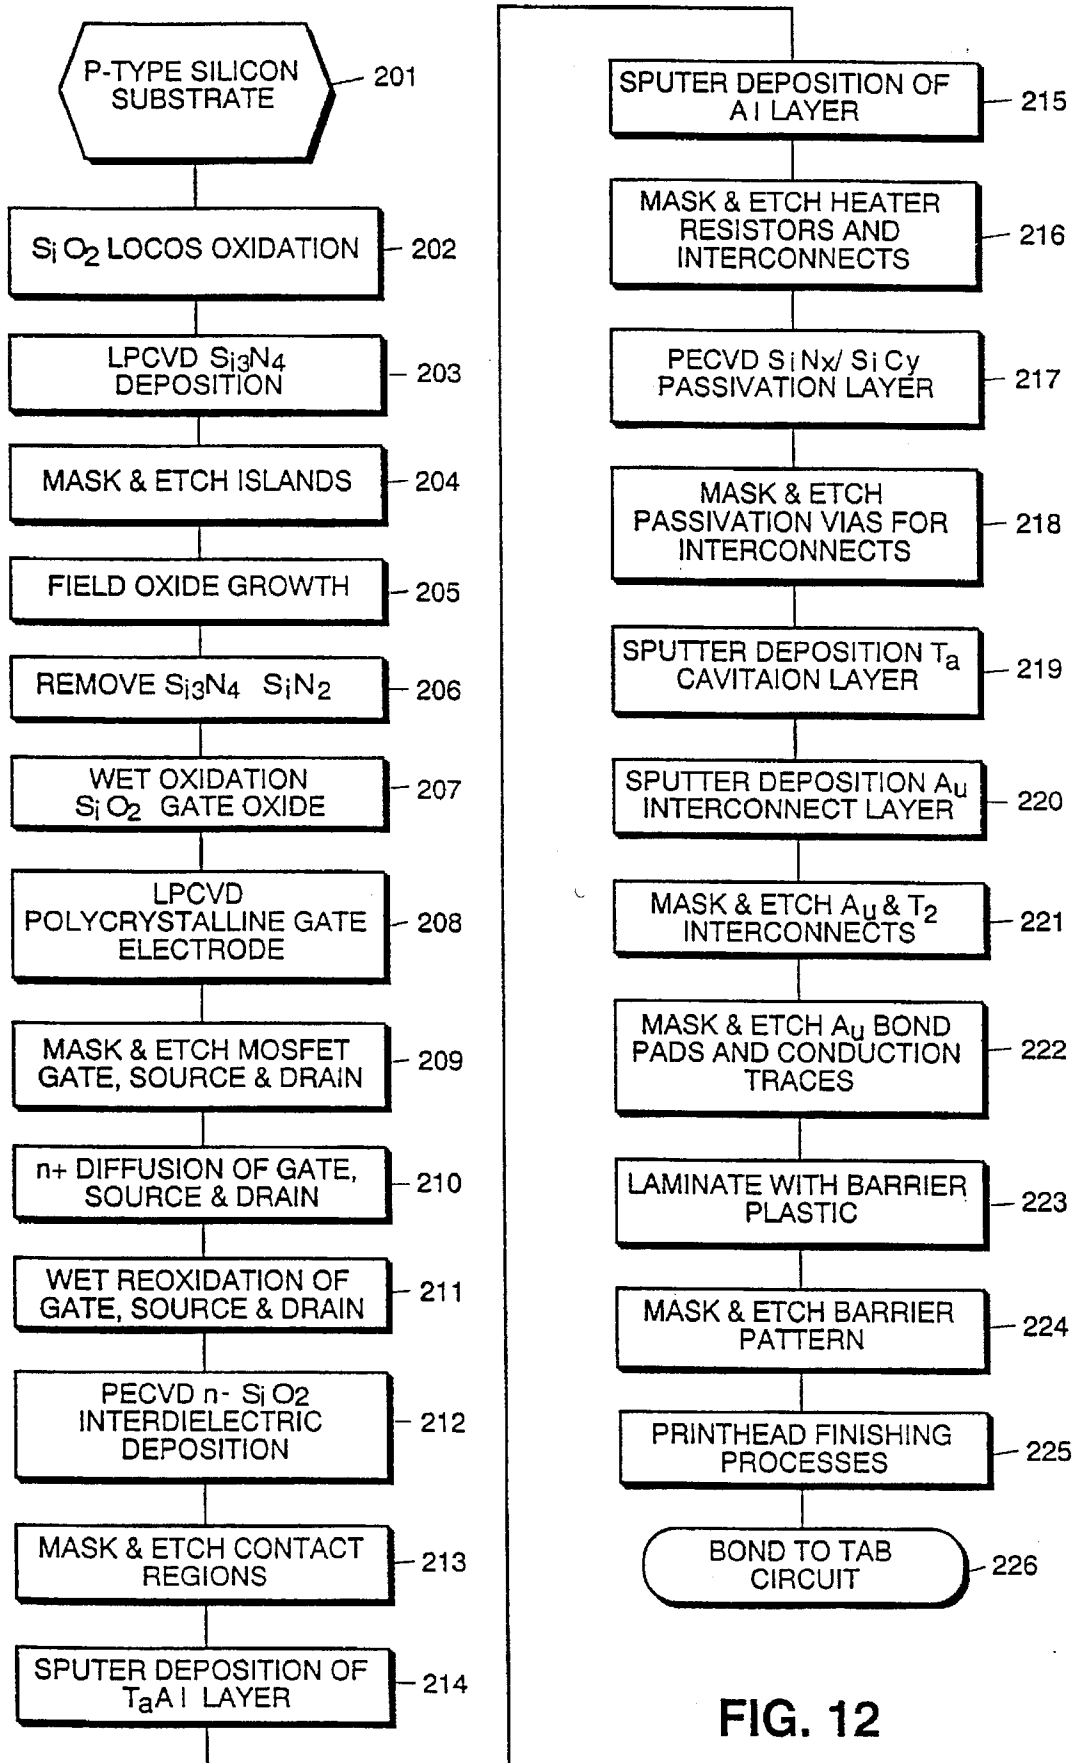 P-TYPE SILICON
SUBSTRATE
201
SiO2 LOCOS OXIDATION
202
LPCVD Si3N4
DEPOSITION
203
MASK & ETCH ISLANDS
204
FIELD OXIDE GROWTH
205
REMOVE Si3N4 SiN2
206
WET OXIDATION
SiO2 GATE OXIDE
207
LPCVD
POLYCRYSTALLINE GATE
ELECTRODE
208
MASK & ETCH MOSFET
GATE, SOURCE & DRAIN
209
n+ DIFFUSION OF GATE,
SOURCE & DRAIN
210
WET REOXIDATION OF
GATE, SOURCE & DRAIN
211
PECVD n- SiO2
INTERDIELECTRIC
DEPOSITION
212
MASK & ETCH CONTACT
REGIONS
213
SPUTER DEPOSITION OF
TaAl LAYER
214
SPUTER DEPOSITION OF
Al LAYER
215
MASK & ETCH HEATER
RESISTORS AND
INTERCONNECTS
216
PECVD SiNx/ SiCy
PASSIVATION LAYER
217
MASK & ETCH
PASSIVATION VIAS FOR
INTERCONNECTS
218
SPUTTER DEPOSITION Ta
CAVITAION LAYER
219
SPUTTER DEPOSITION Au
INTERCONNECT LAYER
220
MASK & ETCH Au & T2
INTERCONNECTS
221
MASK & ETCH Au BOND
PADS AND CONDUCTION
TRACES
222
LAMINATE WITH BARRIER
PLASTIC
223
MASK & ETCH BARRIER
PATTERN
224
PRINTHEAD FINISHING
PROCESSES
225
BOND TO TAB
CIRCUIT
226
FIG. 12